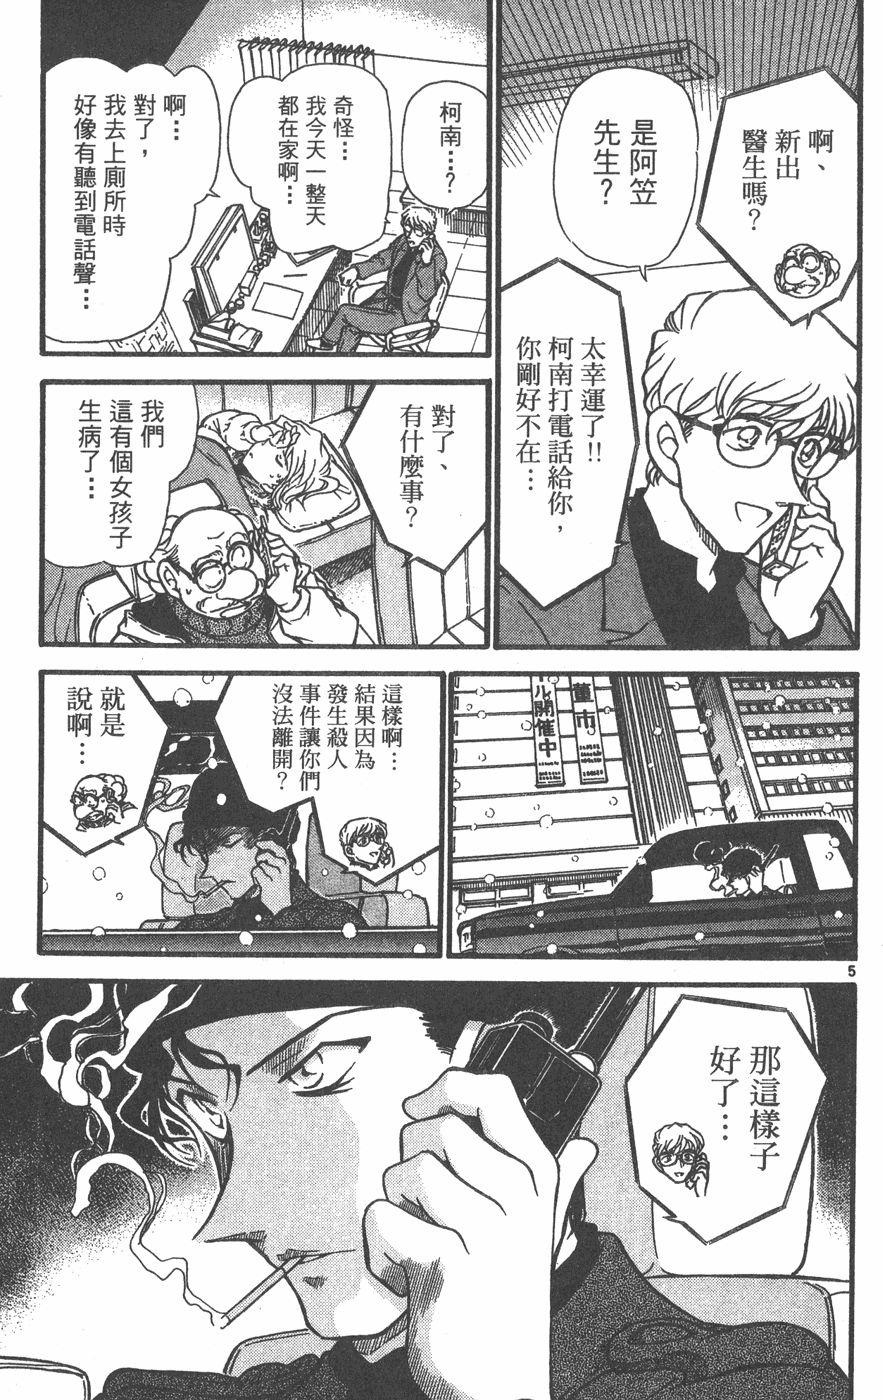 啊、
新出
醫生嗎？
是阿笠
先生？
太幸運了!!
柯南打電話給你，
你剛好不在…
柯南…？
奇怪…
我今天一整天
都在家啊…
啊…
對了，
我去上廁所時
好像有聽到電話聲…
對了、
有什麼事？
我們
這有個女孩子
生病了…
董市
ール開催中
這樣啊…
結果因為
發生殺人
事件讓你們
沒法離開？
就是
說啊…
5
那這樣子
好了…